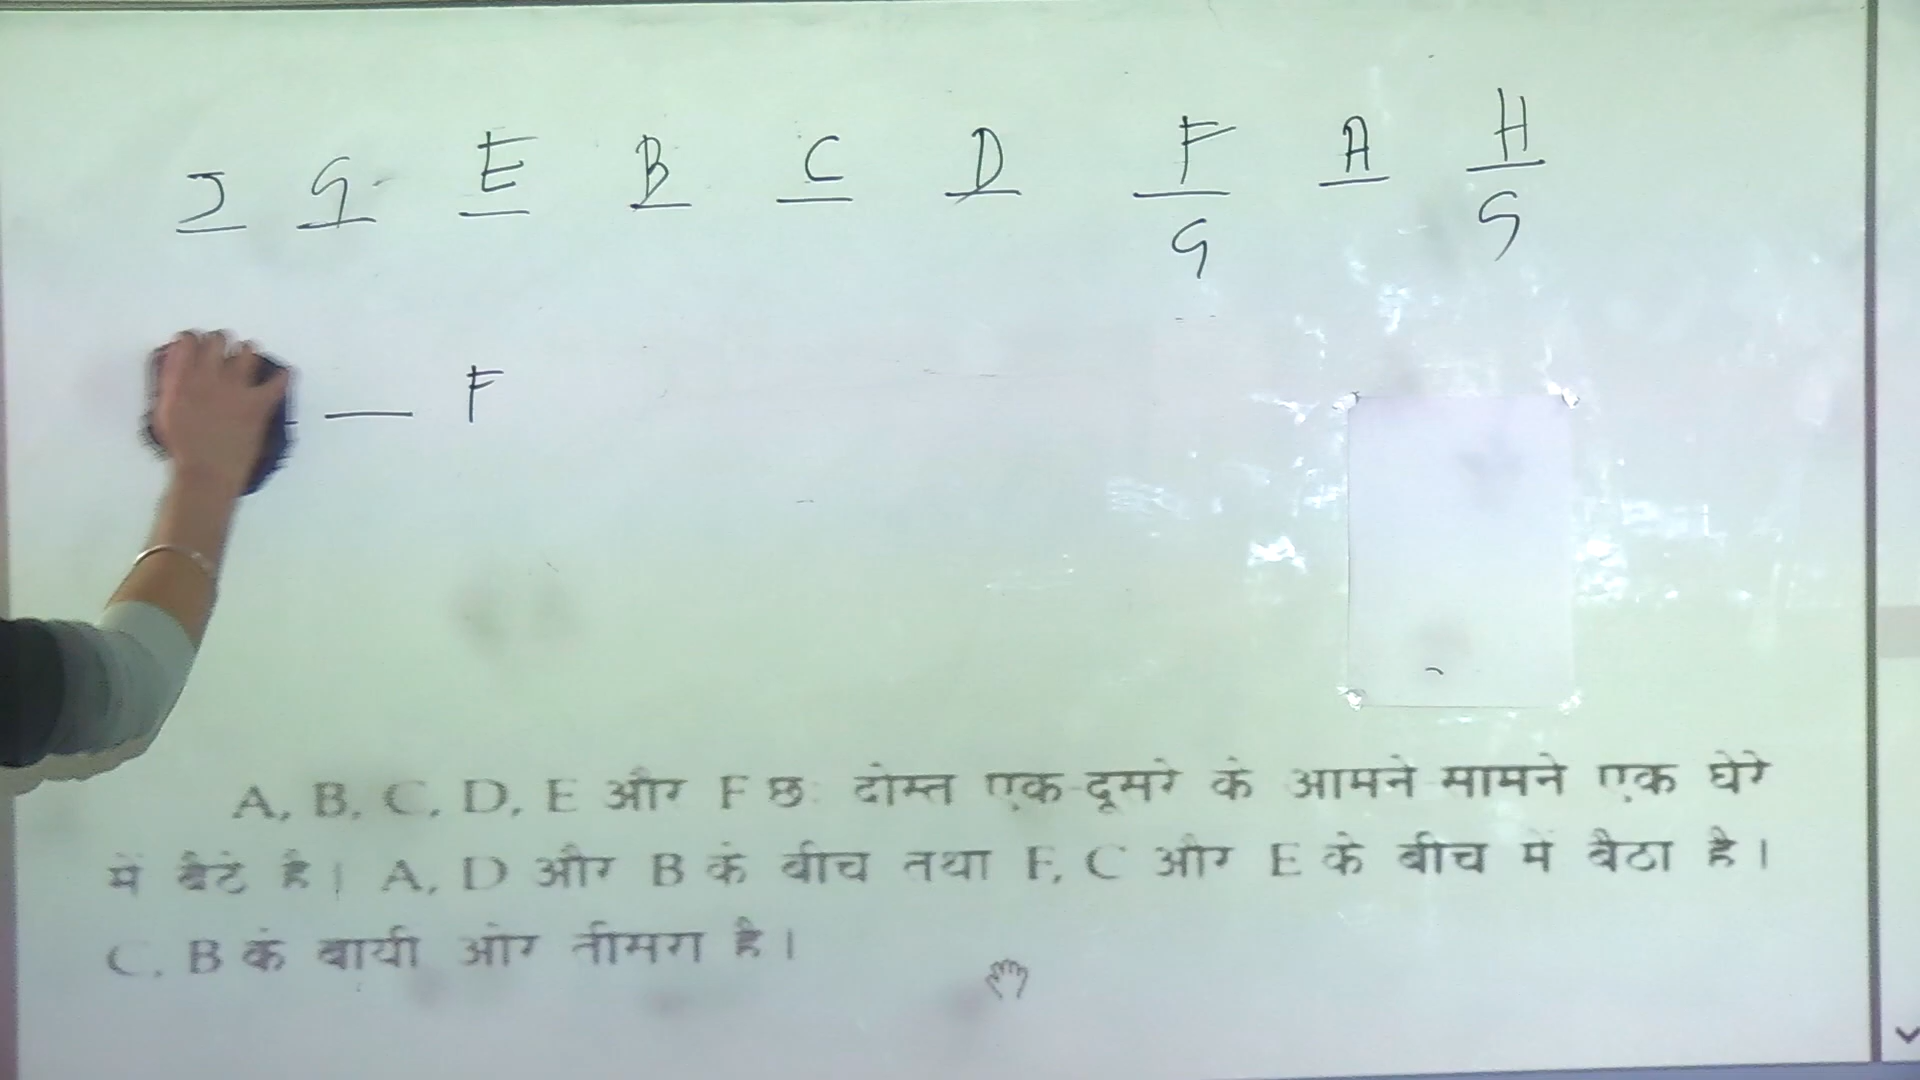 J G E B C D F A H
G G
F
A, B, C, D, E और F छः दोस्त एक-दूसरे के आमने सामने एक घेरे
में बैठे है। A, D और B के बीच तथा F, C और E के बीच में बैठा है।
C, B के बायी ओर तीसरा है।